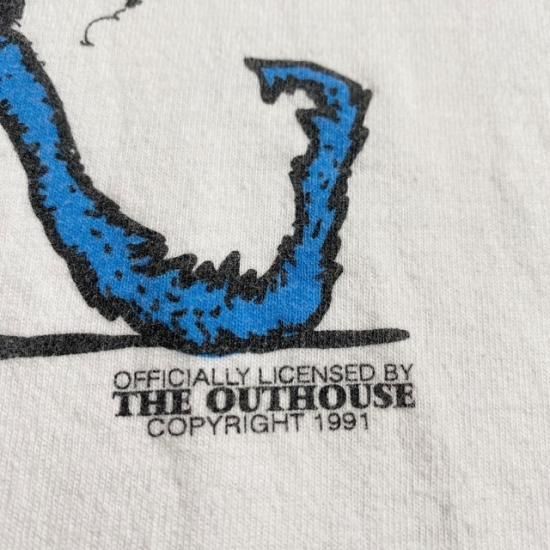 OFFICIALLY LICENSED BY
THE OUTHOUSE
COPYRIGHT 1991